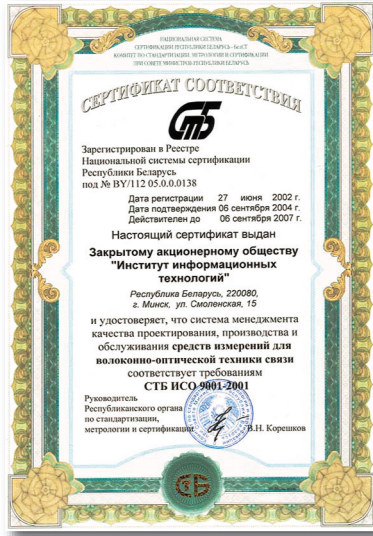 НАЦИОНАЛЬНАЯ СИСТЕМА
СЕРТИФИКАЦИИ РЕСПУБЛИКИ БЕЛАРУСЬ – БелСТ
КОМИТЕТ ПО СТАНДАРТИЗАЦИИ, МЕТРОЛОГИИ И СЕРТИФИКАЦИИ
ПРИ СОВЕТЕ МИНИСТРОВ РЕСПУБЛИКИ БЕЛАРУСЬ
СЕРТИФИКАТ СООТВЕТСТВИЯ
СТБ
Зарегистрирован в Реестре
Национальной системы сертификации
Республики Беларусь
под № BY/112 05.0.0.0138
Дата регистрации 27 июня 2002 г.
Дата подтверждения 06 сентября 2004 г.
Действителен до 06 сентября 2007 г.
Настоящий сертификат выдан
Закрытому акционерному обществу
"Институт информационных
технологий"
Республика Беларусь, 220080,
г. Минск, ул. Смоленская, 15
и удостоверяет, что система менеджмента
качества проектирования, производства и
обслуживания средств измерений для
волоконно-оптической техники связи
соответствует требованиям
СТБ ИСО 9001-2001
Руководитель
Республиканского органа
по стандартизации,
метрологии и сертификации
В.Н. Корешков
СТБ